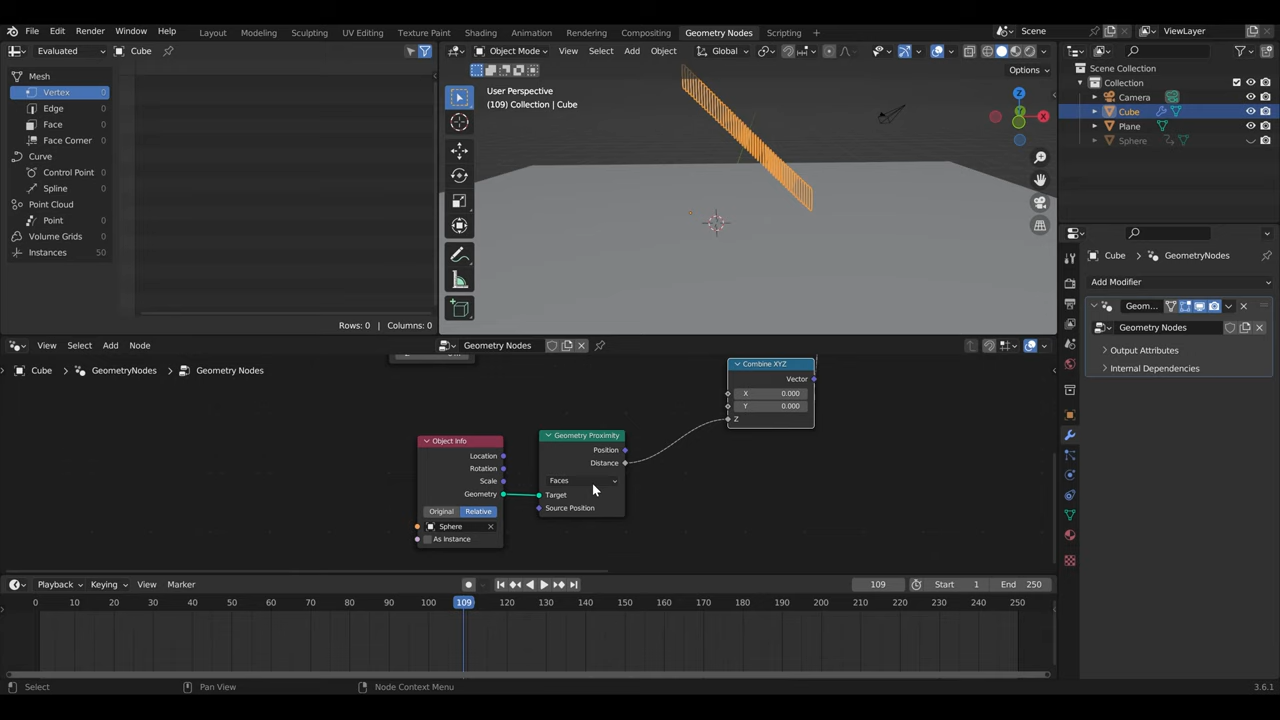 File Edit Render Window Help Layout Modeling Sculpting UV Editing Texture Paint Shading Animation Rendering Compositing Geometry Nodes Scripting + Scene ViewLayer
Evaluated Cube Object Mode View Select Add Object Global
Options
Mesh
Vertex 0
Edge 0
Face 0
Face Corner 0
Curve
Control Point 0
Spline 0
Point Cloud
Point 0
Volume Grids 0
Instances 50
Rows: 0 | Columns: 0
User Perspective
(109) Collection | Cube
Z
Y
X
Scene Collection
Collection
Camera
Cube
Plane
Sphere
Cube GeometryNodes
Add Modifier
Geom...
Geometry Nodes
Output Attributes
Internal Dependencies
View Select Add Node Geometry Nodes
Cube GeometryNodes Geometry Nodes
Object Info
Location
Rotation
Scale
Geometry
Original Relative
Sphere
As Instance
Geometry Proximity
Position
Distance
Faces
Target
Source Position
Combine XYZ
Vector
X 0.000
Y 0.000
Z
Playback Keying View Marker 109 Start 1 End 250
0 10 20 30 40 50 60 70 80 90 100 109 120 130 140 150 160 170 180 190 200 210 220 230 240 250
Select Pan View Node Context Menu 3.6.1